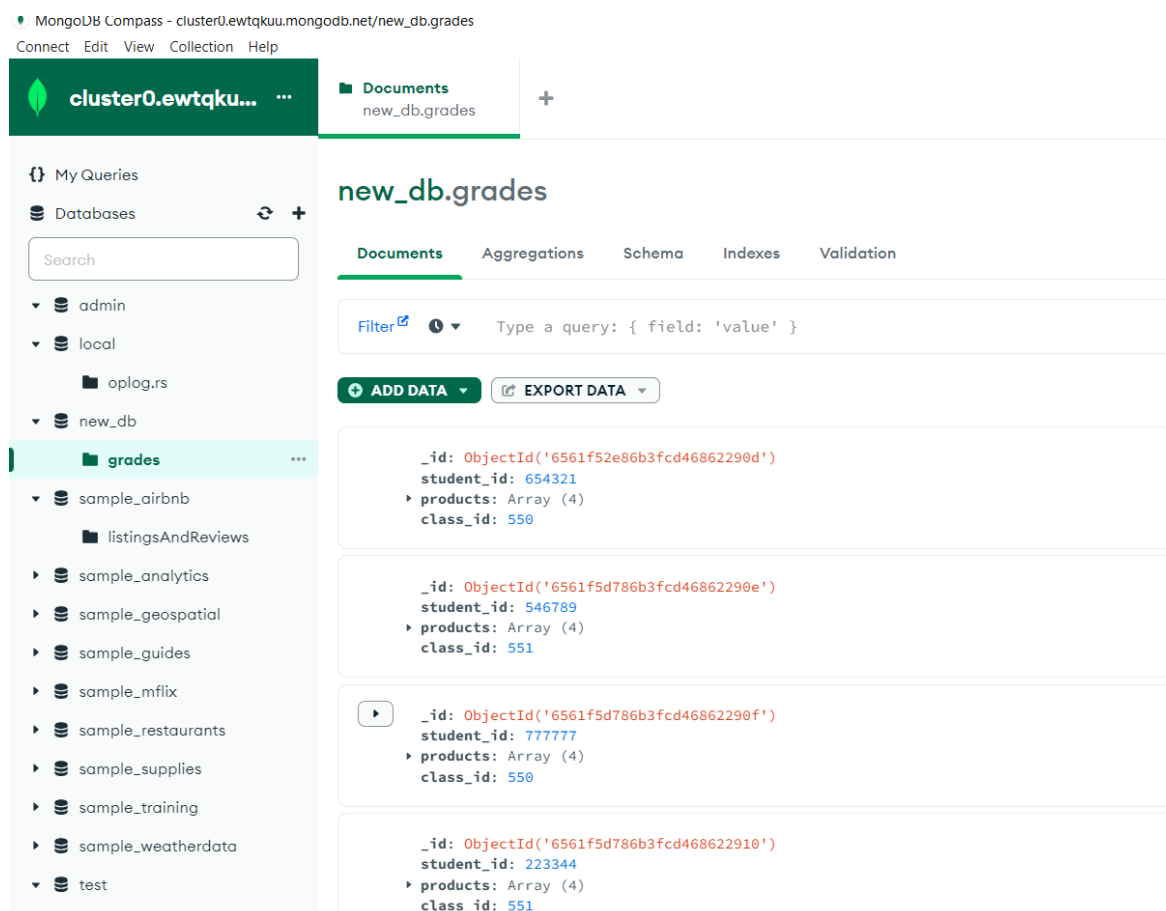 MongoDB Compass - cluster0.ewtqkuu.mongodb.net/new_db.grades
Connect Edit View Collection Help
cluster0.ewtqku... ...
Documents
new_db.grades
+
{} My Queries
Databases
Search
admin
local
oplog.rs
new_db
grades ...
sample_airbnb
listingsAndReviews
sample_analytics
sample_geospatial
sample_guides
sample_mflix
sample_restaurants
sample_supplies
sample_training
sample_weatherdata
test
new_db.grades
Documents Aggregations Schema Indexes Validation
Filter Type a query: { field: 'value' }
ADD DATA EXPORT DATA
_id: ObjectId('6561f52e86b3fcd46862290d')
student_id: 654321
products: Array (4)
class_id: 550
_id: ObjectId('6561f5d786b3fcd46862290e')
student_id: 546789
products: Array (4)
class_id: 551
_id: ObjectId('6561f5d786b3fcd46862290f')
student_id: 777777
products: Array (4)
class_id: 550
_id: ObjectId('6561f5d786b3fcd468622910')
student_id: 223344
products: Array (4)
class_id: 551